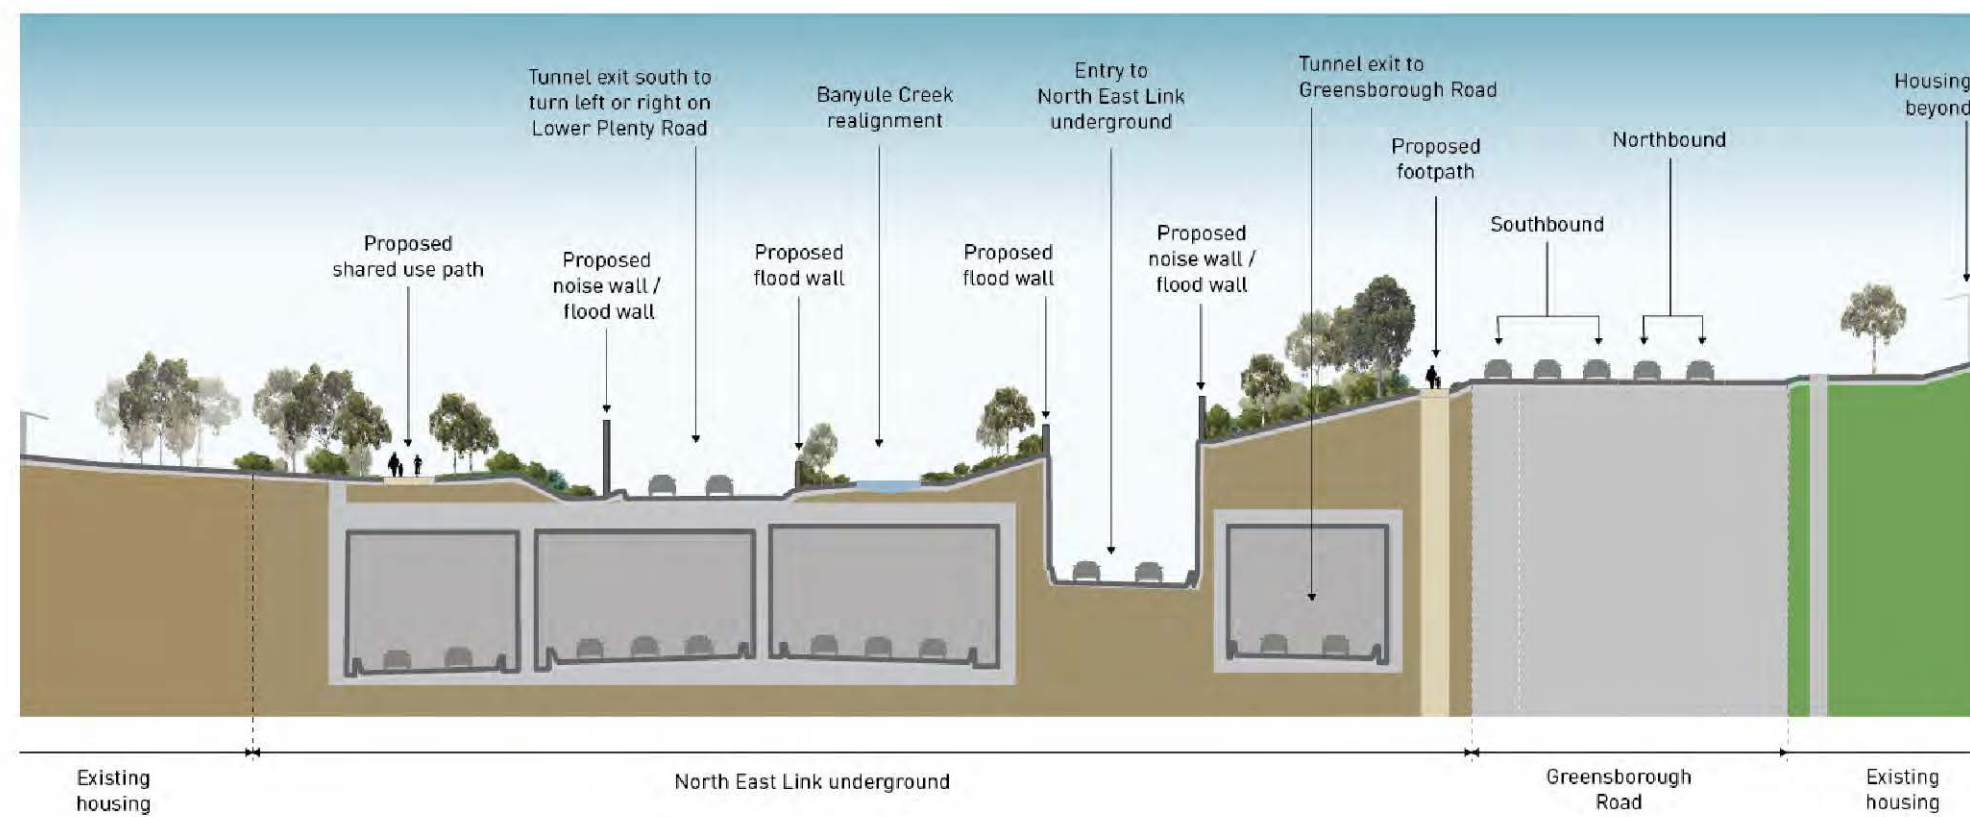 Tunnel exit south to
turn left or right on
Lower Plenty Road
Banyule Creek
realignment
Entry to
North East Link
underground
Tunnel exit to
Greensborough Road
Housing
beyond
Proposed
footpath
Northbound
Southbound
Proposed
shared use path
Proposed
noise wall /
flood wall
Proposed
flood wall
Proposed
flood wall
Proposed
noise wall /
flood wall
Existing
housing
North East Link underground
Greensborough
Road
Existing
housing